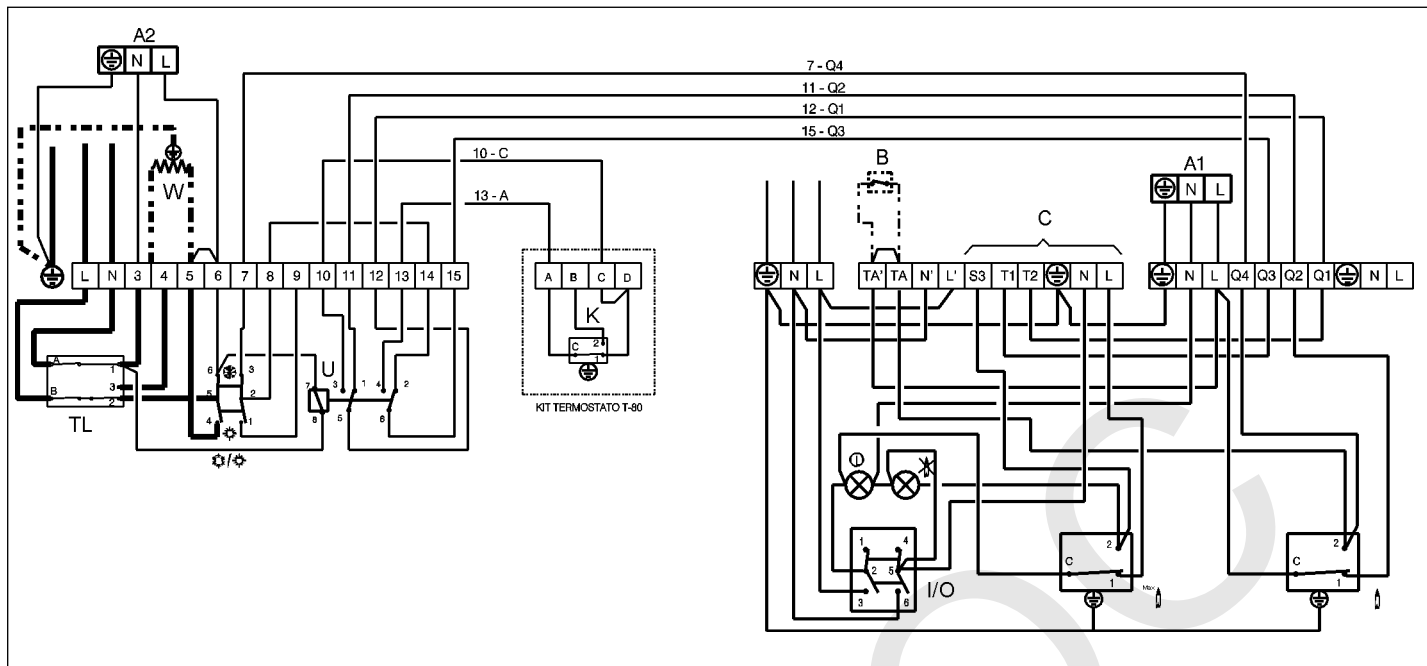 A2
N L
7 - Q4
11 - Q2
12 - Q1
15 - Q3
10 - C
13 - A
B
A1
N L
W
C
L N 3 4 5 6 7 8 9 10 11 12 13 14 15
A B C D
N L
TA' TA N' L' S3 T1 T2 N L
N L Q4 Q3 Q2 Q1 N L
K
C 2 1
KIT TERMOSTATO T-80
A 1
3
B 2
TL
6 3
5 2
4 1
U
7
8
3 1
5
4 2
6
1 4
2 5
3 6
I/O
C 2
1
Max.
C 2
1